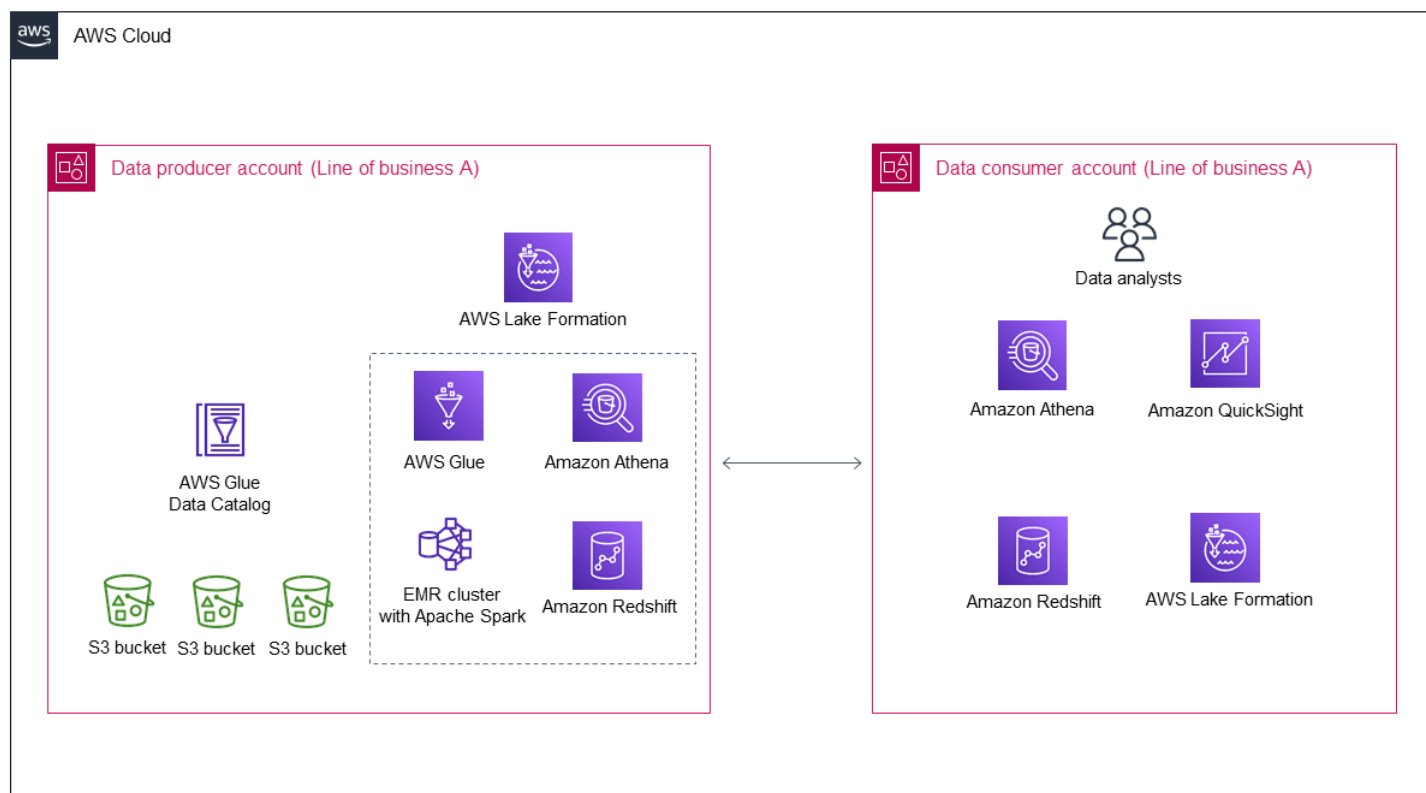 aws
AWS Cloud
Data producer account (Line of business A)
AWS Lake Formation
AWS Glue
Amazon Athena
AWS Glue
Data Catalog
EMR cluster
with Apache Spark
Amazon Redshift
S3 bucket
S3 bucket
S3 bucket
Data consumer account (Line of business A)
Data analysts
Amazon Athena
Amazon QuickSight
Amazon Redshift
AWS Lake Formation